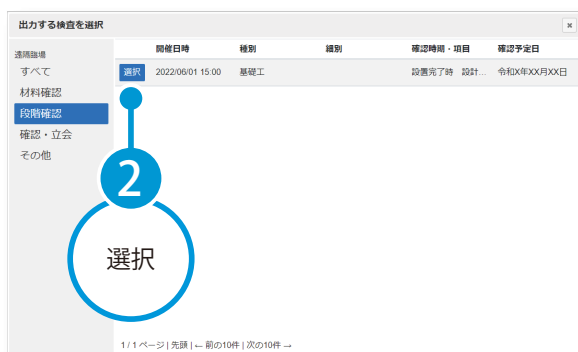 出力する検査を選択
×
遠隔臨場
すべて
材料確認
段階確認
確認・立会
その他
開催日時 種別 細別 確認時期・項目 確認予定日
選択 2022/06/01 15:00 基礎工 設置完了時 設計... 令和X年XX月XX日
2
選択
1 / 1 ページ | 先頭 | ← 前の10件 | 次の10件 →